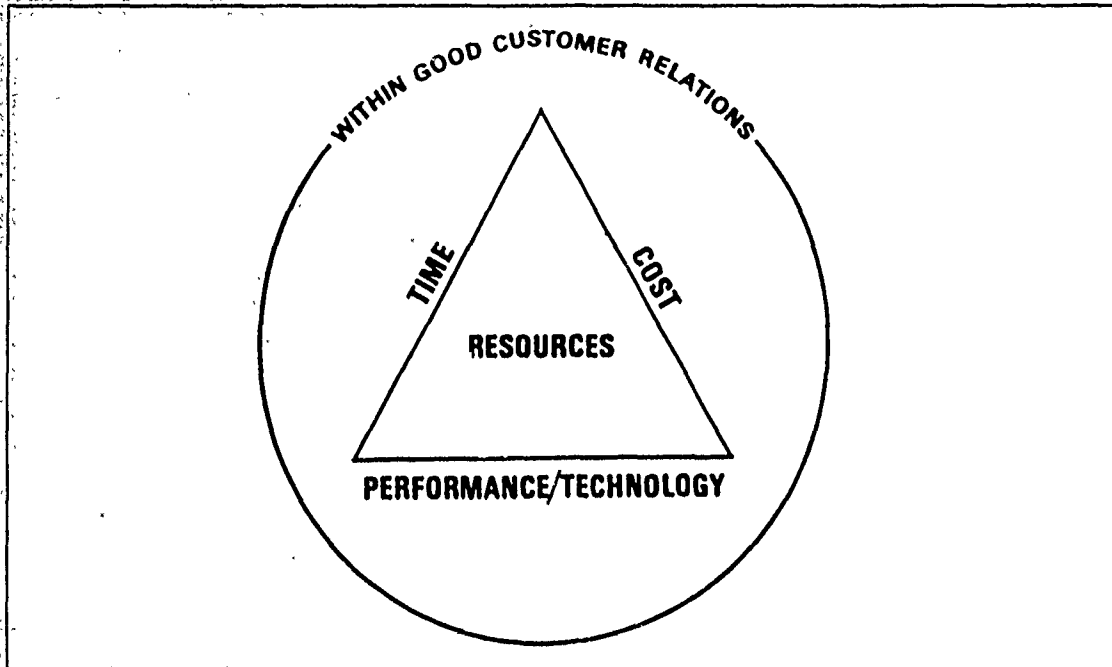 WITHIN GOOD CUSTOMER RELATIONS
TIME
COST
RESOURCES
PERFORMANCE/TECHNOLOGY